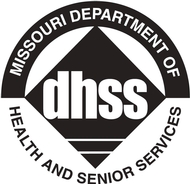 MISSOURI DEPARTMENT OF
dhss
HEALTH AND SENIOR SERVICES